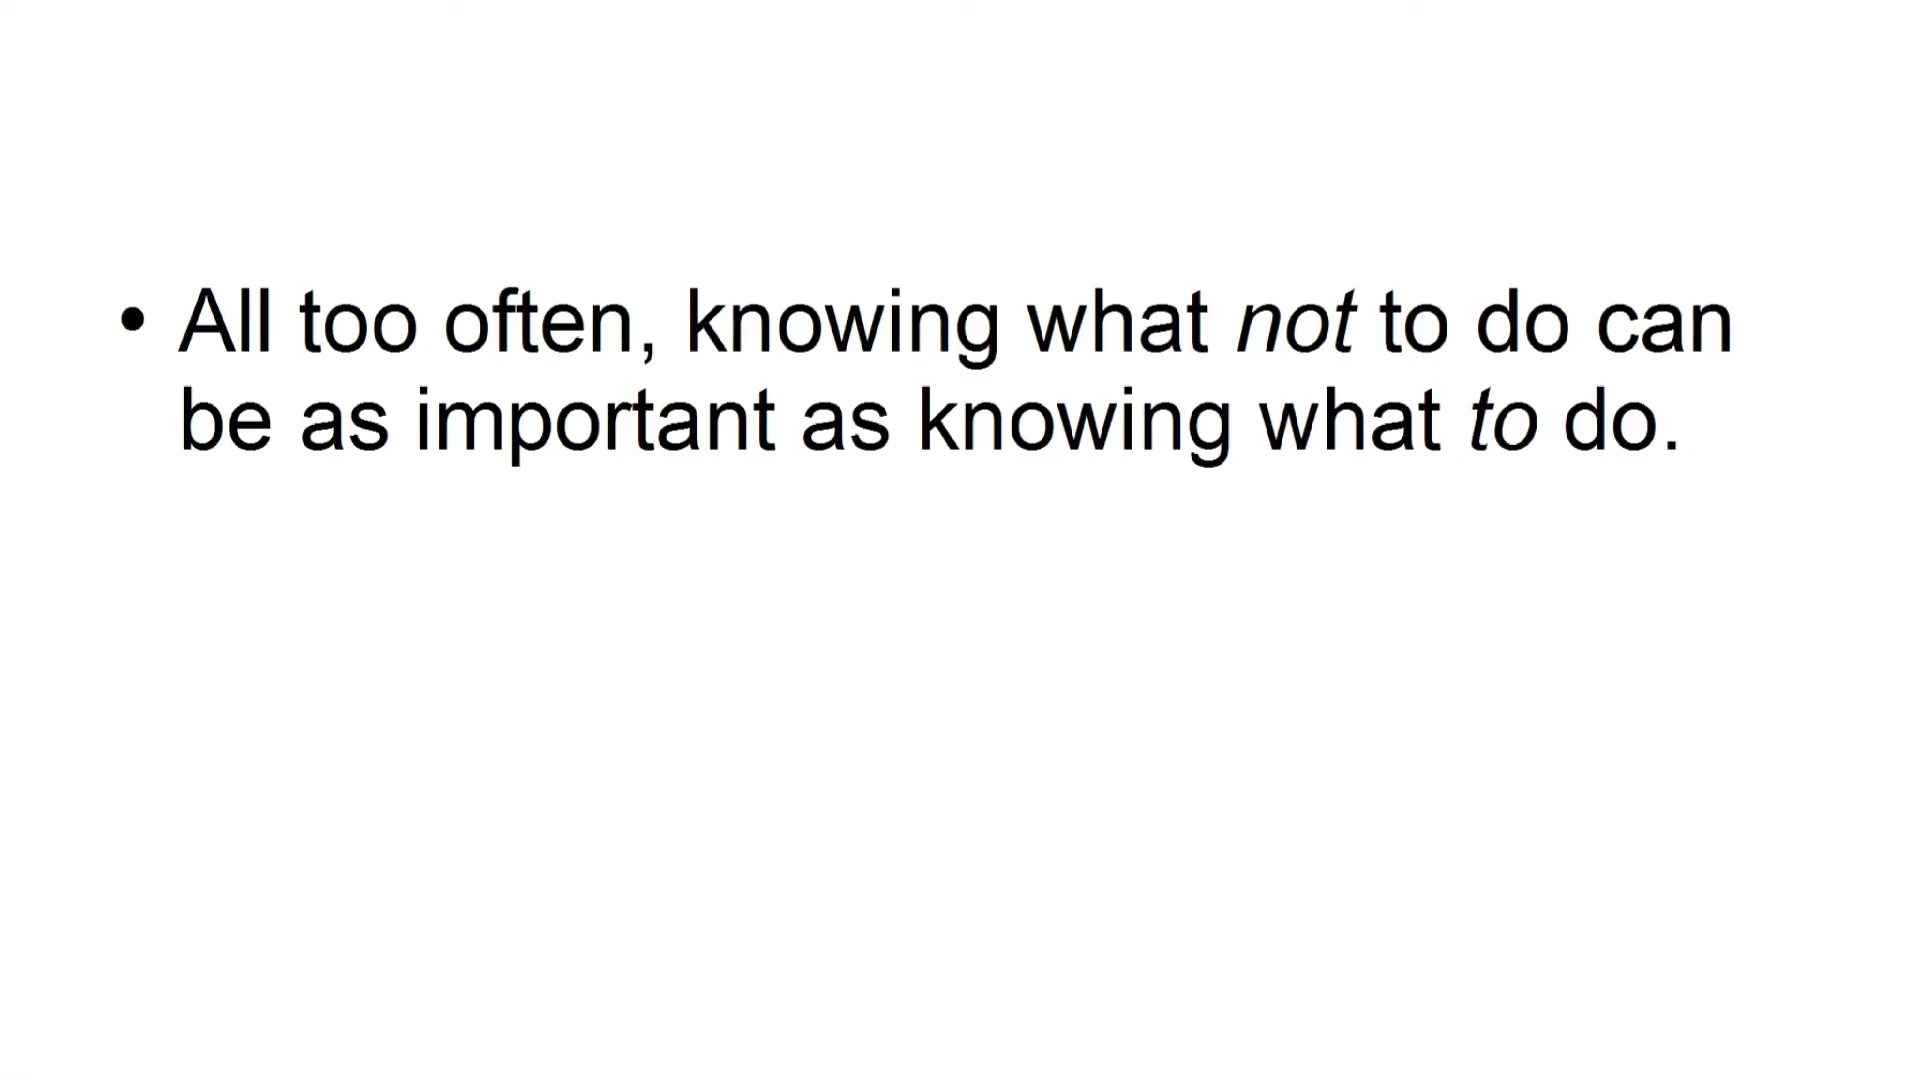 • All too often, knowing what not to do can
be as important as knowing what to do.